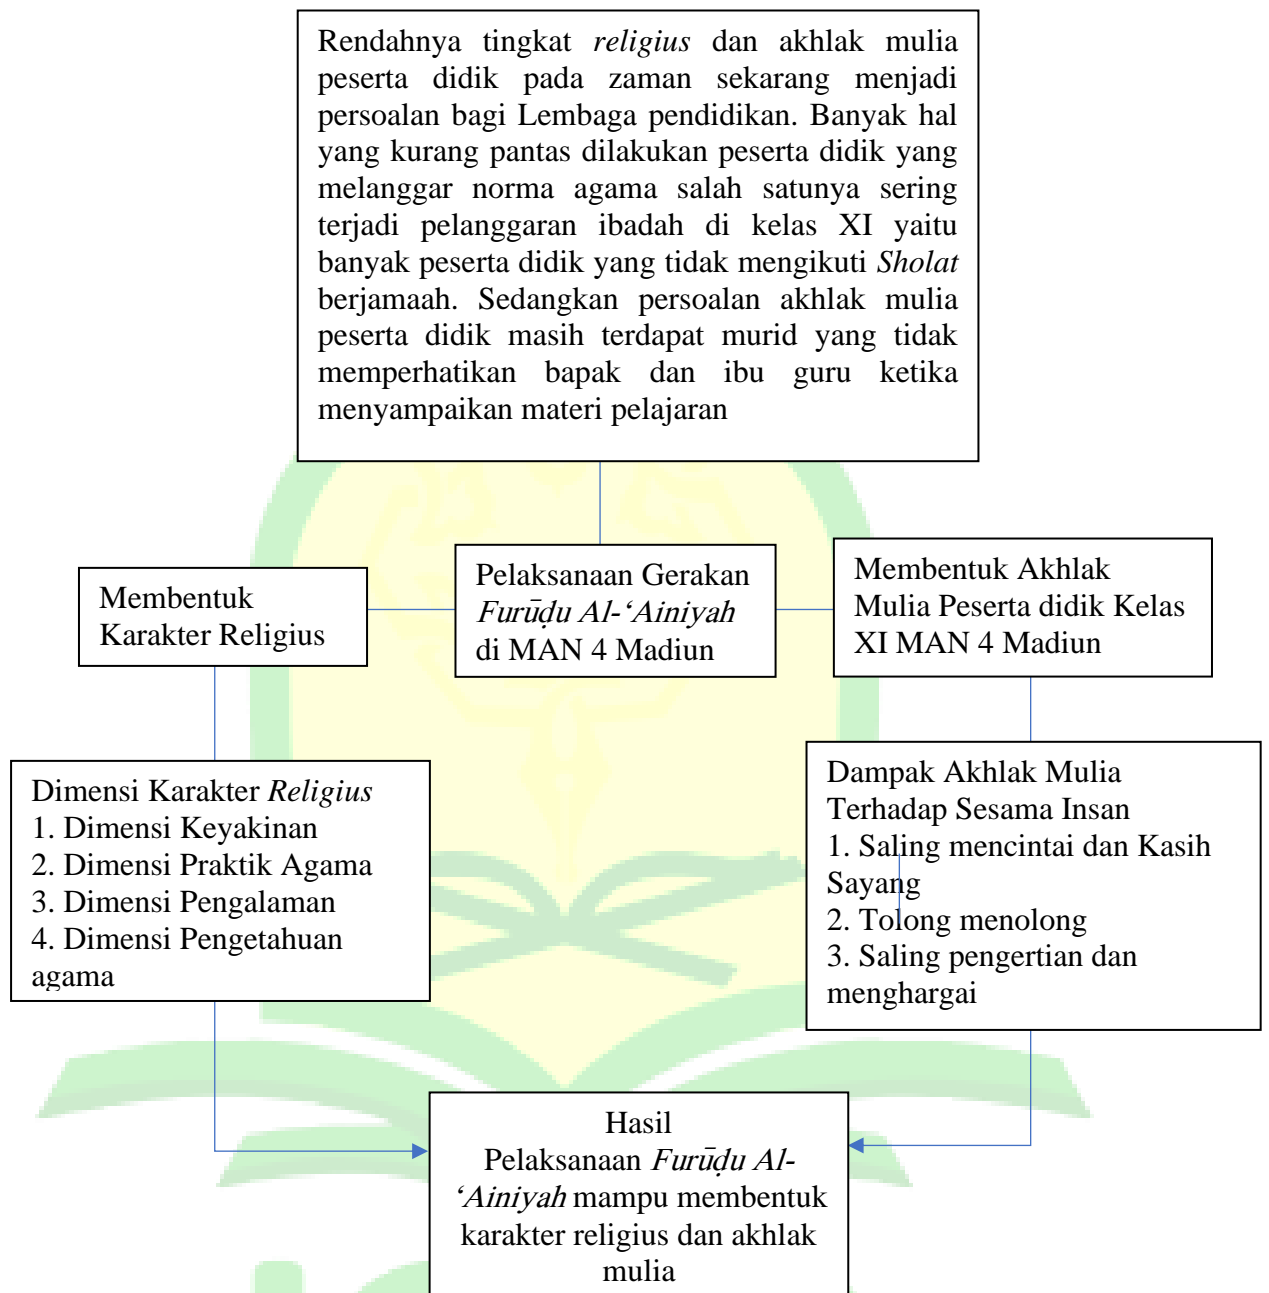 Rendahnya tingkat religius dan akhlak mulia
peserta didik pada zaman sekarang menjadi
persoalan bagi Lembaga pendidikan. Banyak hal
yang kurang pantas dilakukan peserta didik yang
melanggar norma agama salah satunya sering
terjadi pelanggaran ibadah di kelas XI yaitu
banyak peserta didik yang tidak mengikuti Sholat
berjamaah. Sedangkan persoalan akhlak mulia
peserta didik masih terdapat murid yang tidak
memperhatikan bapak dan ibu guru ketika
menyampaikan materi pelajaran
Membentuk
Karakter Religius
Pelaksanaan Gerakan
Furūḍu Al-‘Ainiyah
di MAN 4 Madiun
Membentuk Akhlak
Mulia Peserta didik Kelas
XI MAN 4 Madiun
Dimensi Karakter Religius
1. Dimensi Keyakinan
2. Dimensi Praktik Agama
3. Dimensi Pengalaman
4. Dimensi Pengetahuan
agama
Dampak Akhlak Mulia
Terhadap Sesama Insan
1. Saling mencintai dan Kasih
Sayang
2. Tolong menolong
3. Saling pengertian dan
menghargai
Hasil
Pelaksanaan Furūḍu Al-
‘Ainiyah mampu membentuk
karakter religius dan akhlak
mulia